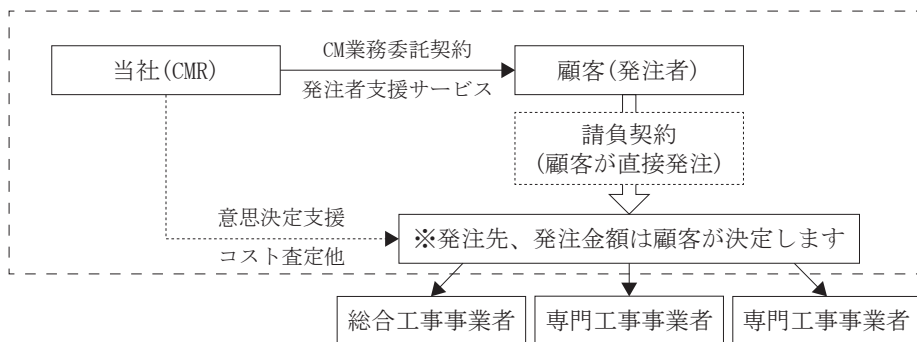 当社(CMR)
CM業務委託契約
発注者支援サービス
顧客(発注者)
請負契約
(顧客が直接発注)
意思決定支援
コスト査定他
※発注先、発注金額は顧客が決定します
総合工事事業者
専門工事事業者
専門工事事業者